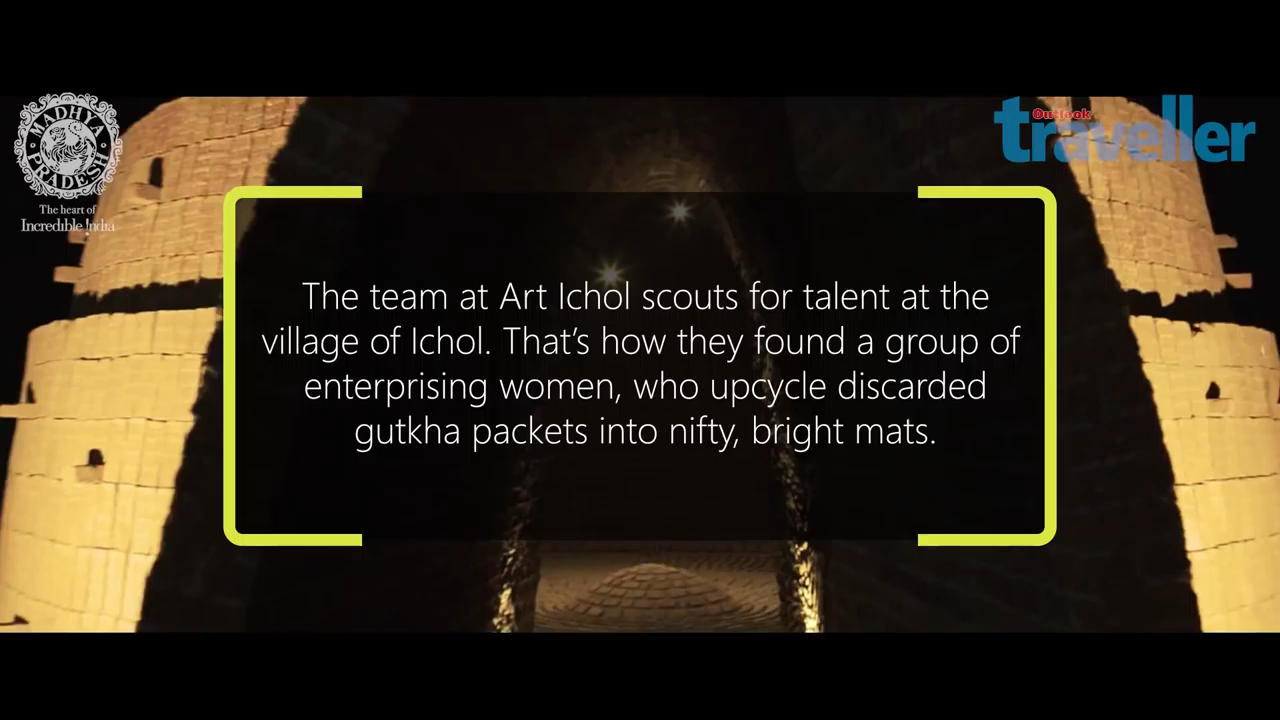 MADHYA PRADESH
The heart of
Incredible !ndia
Outlook
traveller
The team at Art Ichol scouts for talent at the
village of Ichol. That’s how they found a group of
enterprising women, who upcycle discarded
gutkha packets into nifty, bright mats.